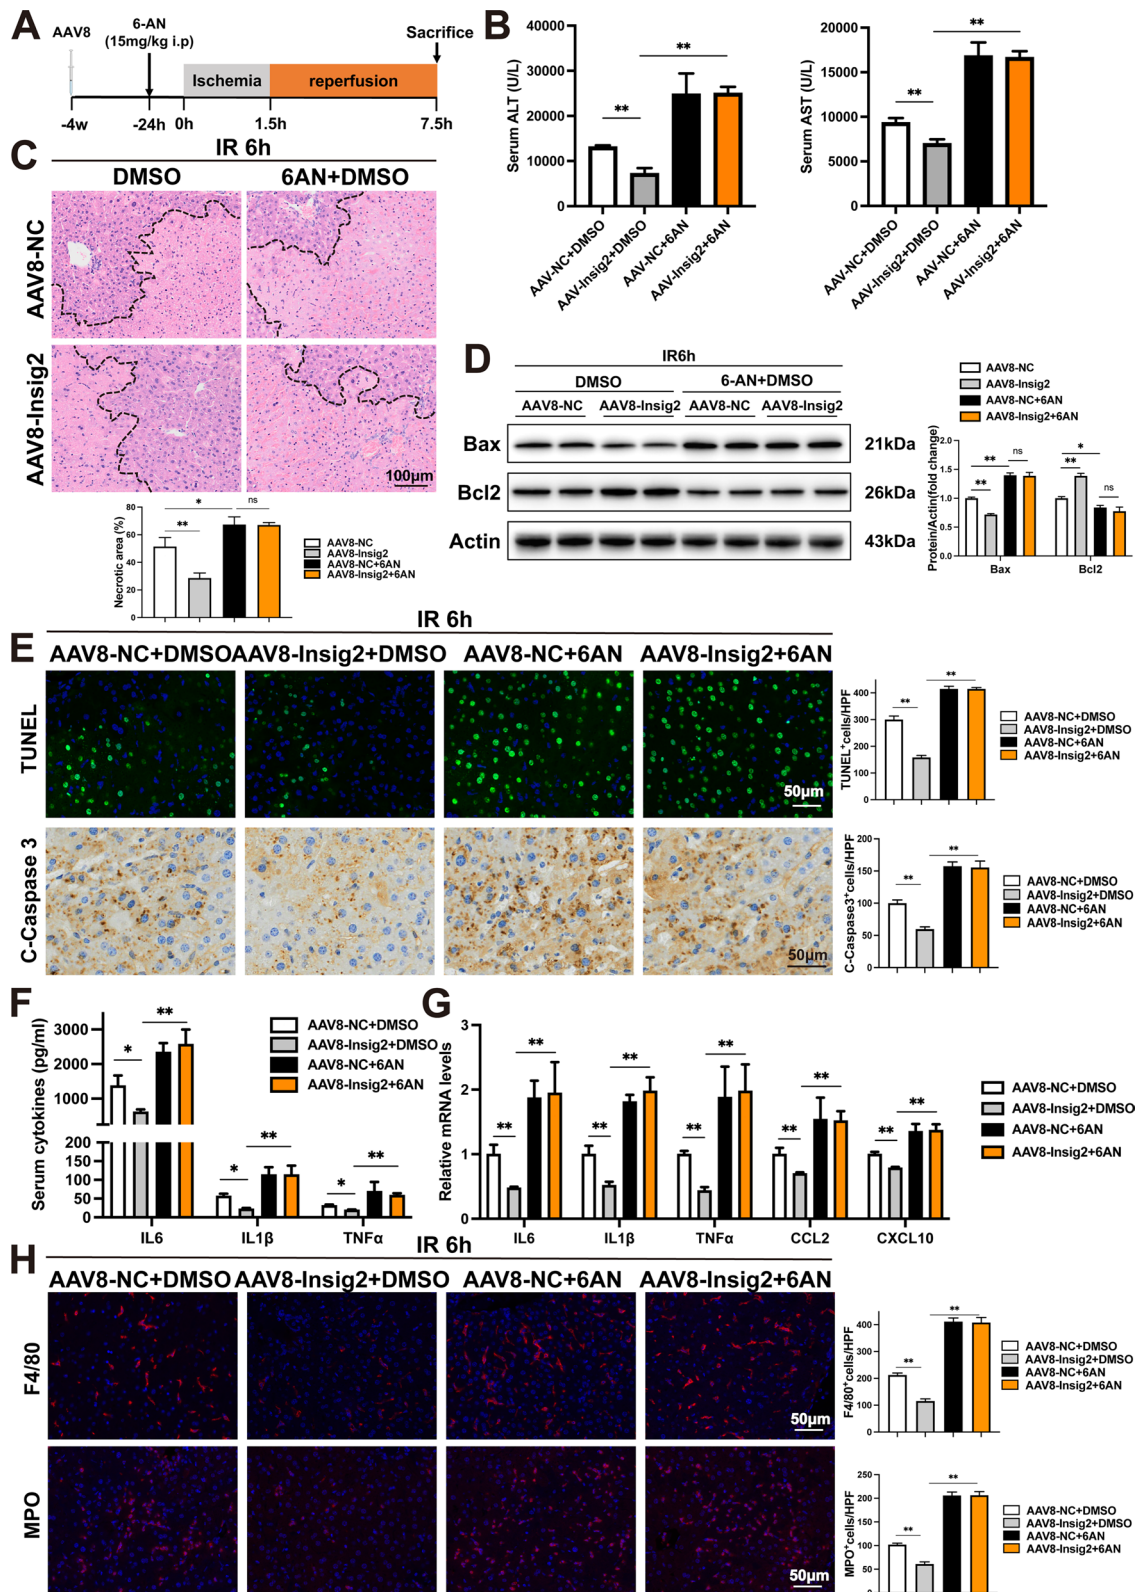 A
AAV8
6-AN
(15mg/kg i.p)
Sacrifice
Ischemia
reperfusion
-4w
-24h
0h
1.5h
7.5h
B
Serum ALT (U/L)
40000
30000
20000
10000
0
**
**
AAV-NC+DMSO
AAV-Insig2+DMSO
AAV-NC+6AN
AAV-Insig2+6AN
Serum AST (U/L)
20000
15000
10000
5000
0
**
**
AAV-NC+DMSO
AAV-Insig2+DMSO
AAV-NC+6AN
AAV-Insig2+6AN
C
IR 6h
DMSO
6AN+DMSO
AAV8-NC
AAV8-Insig2
100μm
Necrotic area (%)
80
60
40
20
0
**
*
ns
AAV8-NC
AAV8-Insig2
AAV8-NC+6AN
AAV8-Insig2+6AN
D
IR6h
DMSO
6-AN+DMSO
AAV8-NC
AAV8-Insig2
AAV8-NC
AAV8-Insig2
Bax
21kDa
Bcl2
26kDa
Actin
43kDa
AAV8-NC
AAV8-Insig2
AAV8-NC+6AN
AAV8-Insig2+6AN
Protein/Actin(fold change)
2.0
1.5
1.0
0.5
0.0
**
**
ns
**
*
ns
Bax
Bcl2
E
IR 6h
AAV8-NC+DMSO
AAV8-Insig2+DMSO
AAV8-NC+6AN
AAV8-Insig2+6AN
TUNEL
50μm
TUNEL+cells/HPF
400
300
200
100
0
**
**
AAV8-NC+DMSO
AAV8-Insig2+DMSO
AAV8-NC+6AN
AAV8-Insig2+6AN
C-Caspase 3
50μm
C-Caspase3+cells/HPF
200
150
100
50
0
**
**
AAV8-NC+DMSO
AAV8-Insig2+DMSO
AAV8-NC+6AN
AAV8-Insig2+6AN
F
Serum cytokines (pg/ml)
3000
2000
1000
200
150
100
50
0
*
**
*
**
*
**
IL6
IL1β
TNFα
AAV8-NC+DMSO
AAV8-Insig2+DMSO
AAV8-NC+6AN
AAV8-Insig2+6AN
G
Relative mRNA levels
3
2
1
0
**
**
**
**
**
**
**
**
**
**
IL6
IL1β
TNFα
CCL2
CXCL10
AAV8-NC+DMSO
AAV8-Insig2+DMSO
AAV8-NC+6AN
AAV8-Insig2+6AN
H
IR 6h
AAV8-NC+DMSO
AAV8-Insig2+DMSO
AAV8-NC+6AN
AAV8-Insig2+6AN
F4/80
50μm
F4/80+cells/HPF
400
300
200
100
0
**
**
AAV8-NC+DMSO
AAV8-Insig2+DMSO
AAV8-NC+6AN
AAV8-Insig2+6AN
MPO
50μm
MPO+cells/HPF
250
200
150
100
50
0
**
**
AAV8-NC+DMSO
AAV8-Insig2+DMSO
AAV8-NC+6AN
AAV8-Insig2+6AN